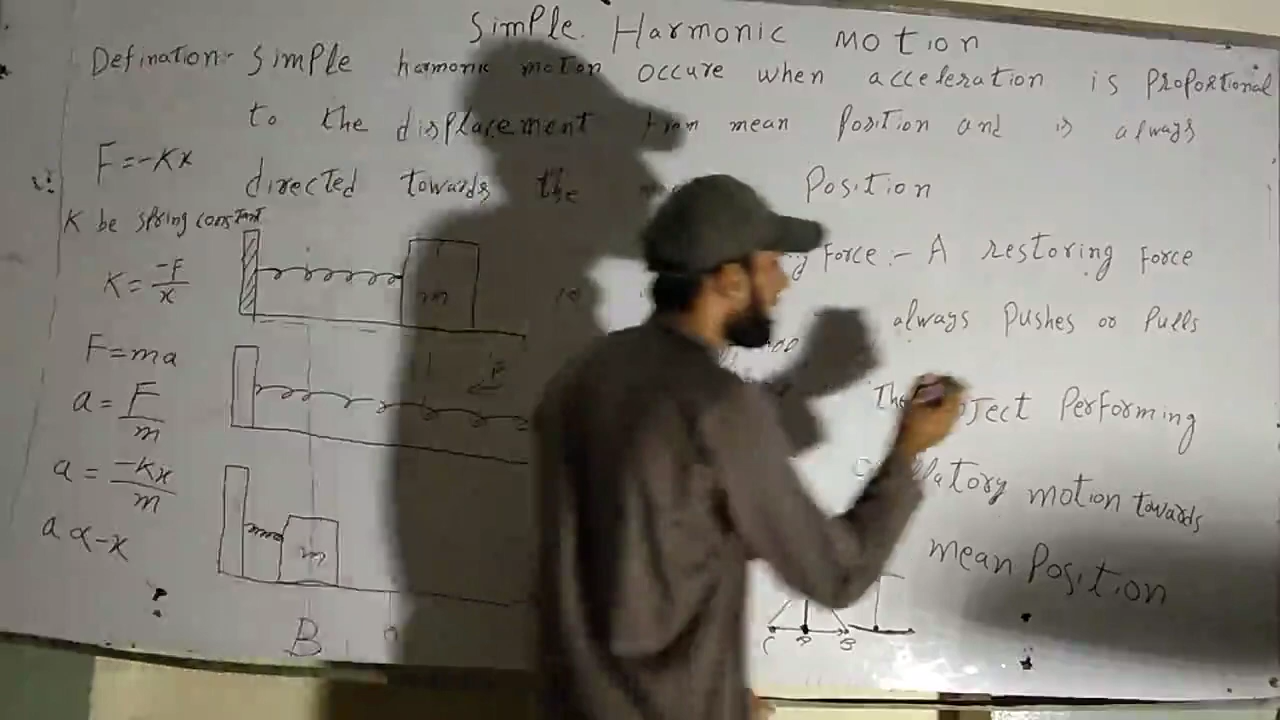 Simple. Harmonic motion
Defination:- Simple harmonic motion occure when acceleration is proportional
to the displacement from mean Position and is always
directed towards the Position
F=-Kx
K be spring constant
K = -F/x
F=ma
a = F/m
a = -Kx/m
a ∝ -x
m
F
m
B
Force :- A restoring Force
always Pushes or Pulls
The Performing
motion towards
mean Position
C A B